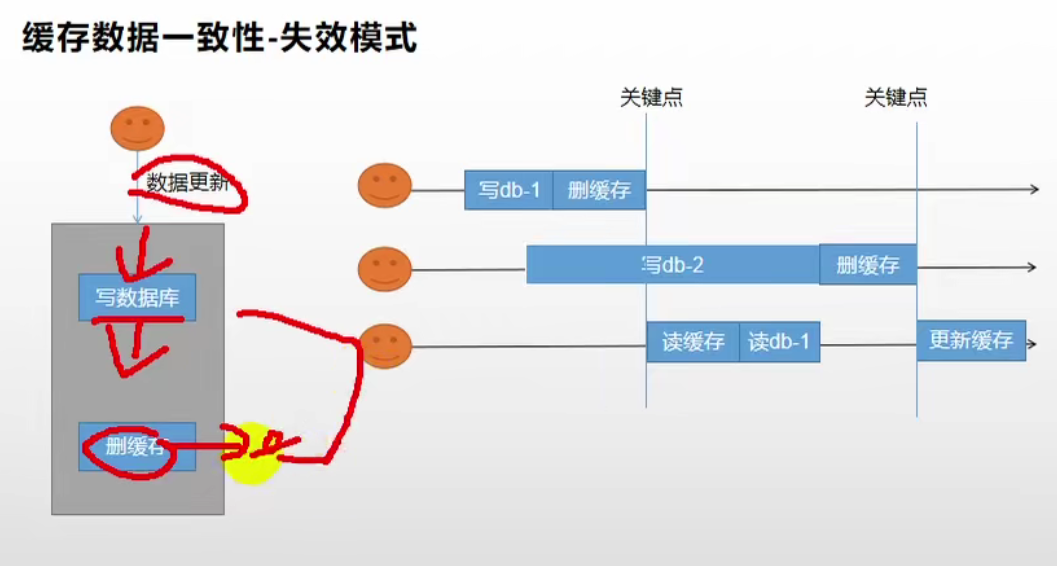 缓存数据一致性-失效模式
关键点
关键点
数据更新
写db-1
删缓存
写db-2
删缓存
写数据库
读缓存
读db-1
更新缓存
删缓存